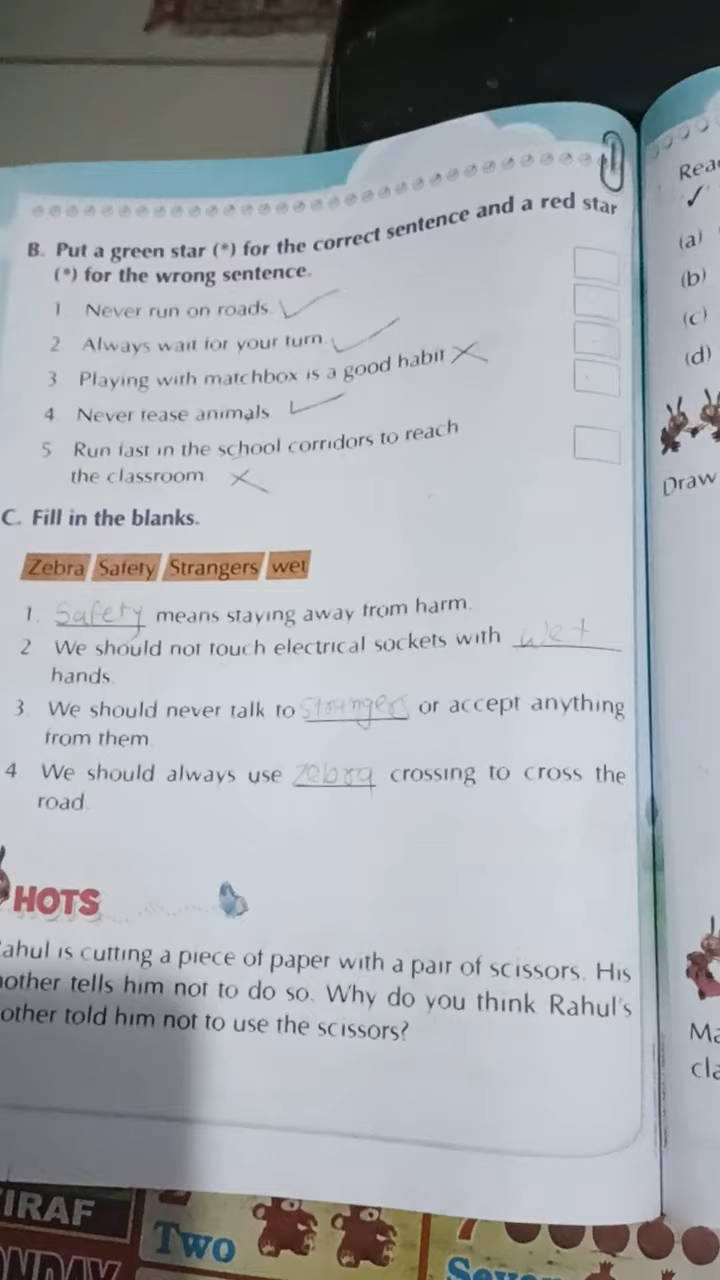 B. Put a green star (*) for the correct sentence and a red star
(*) for the wrong sentence.
1 Never run on roads.
2 Always wait for your turn.
3 Playing with matchbox is a good habit
4. Never tease animals
5 Run fast in the school corridors to reach
the classroom
C. Fill in the blanks.
Zebra Safety Strangers wet
1. Safety means staying away from harm.
2 We should not touch electrical sockets with wet
hands.
3. We should never talk to Strangers or accept anything
from them
4 We should always use zebra crossing to cross the
road.
HOTS
ahul is cutting a piece of paper with a pair of scissors. His
other tells him not to do so. Why do you think Rahul's
other told him not to use the scissors?
Rea
(a)
(b)
(c)
(d)
Draw
Ma
cla
IRAF
Two
NDAY